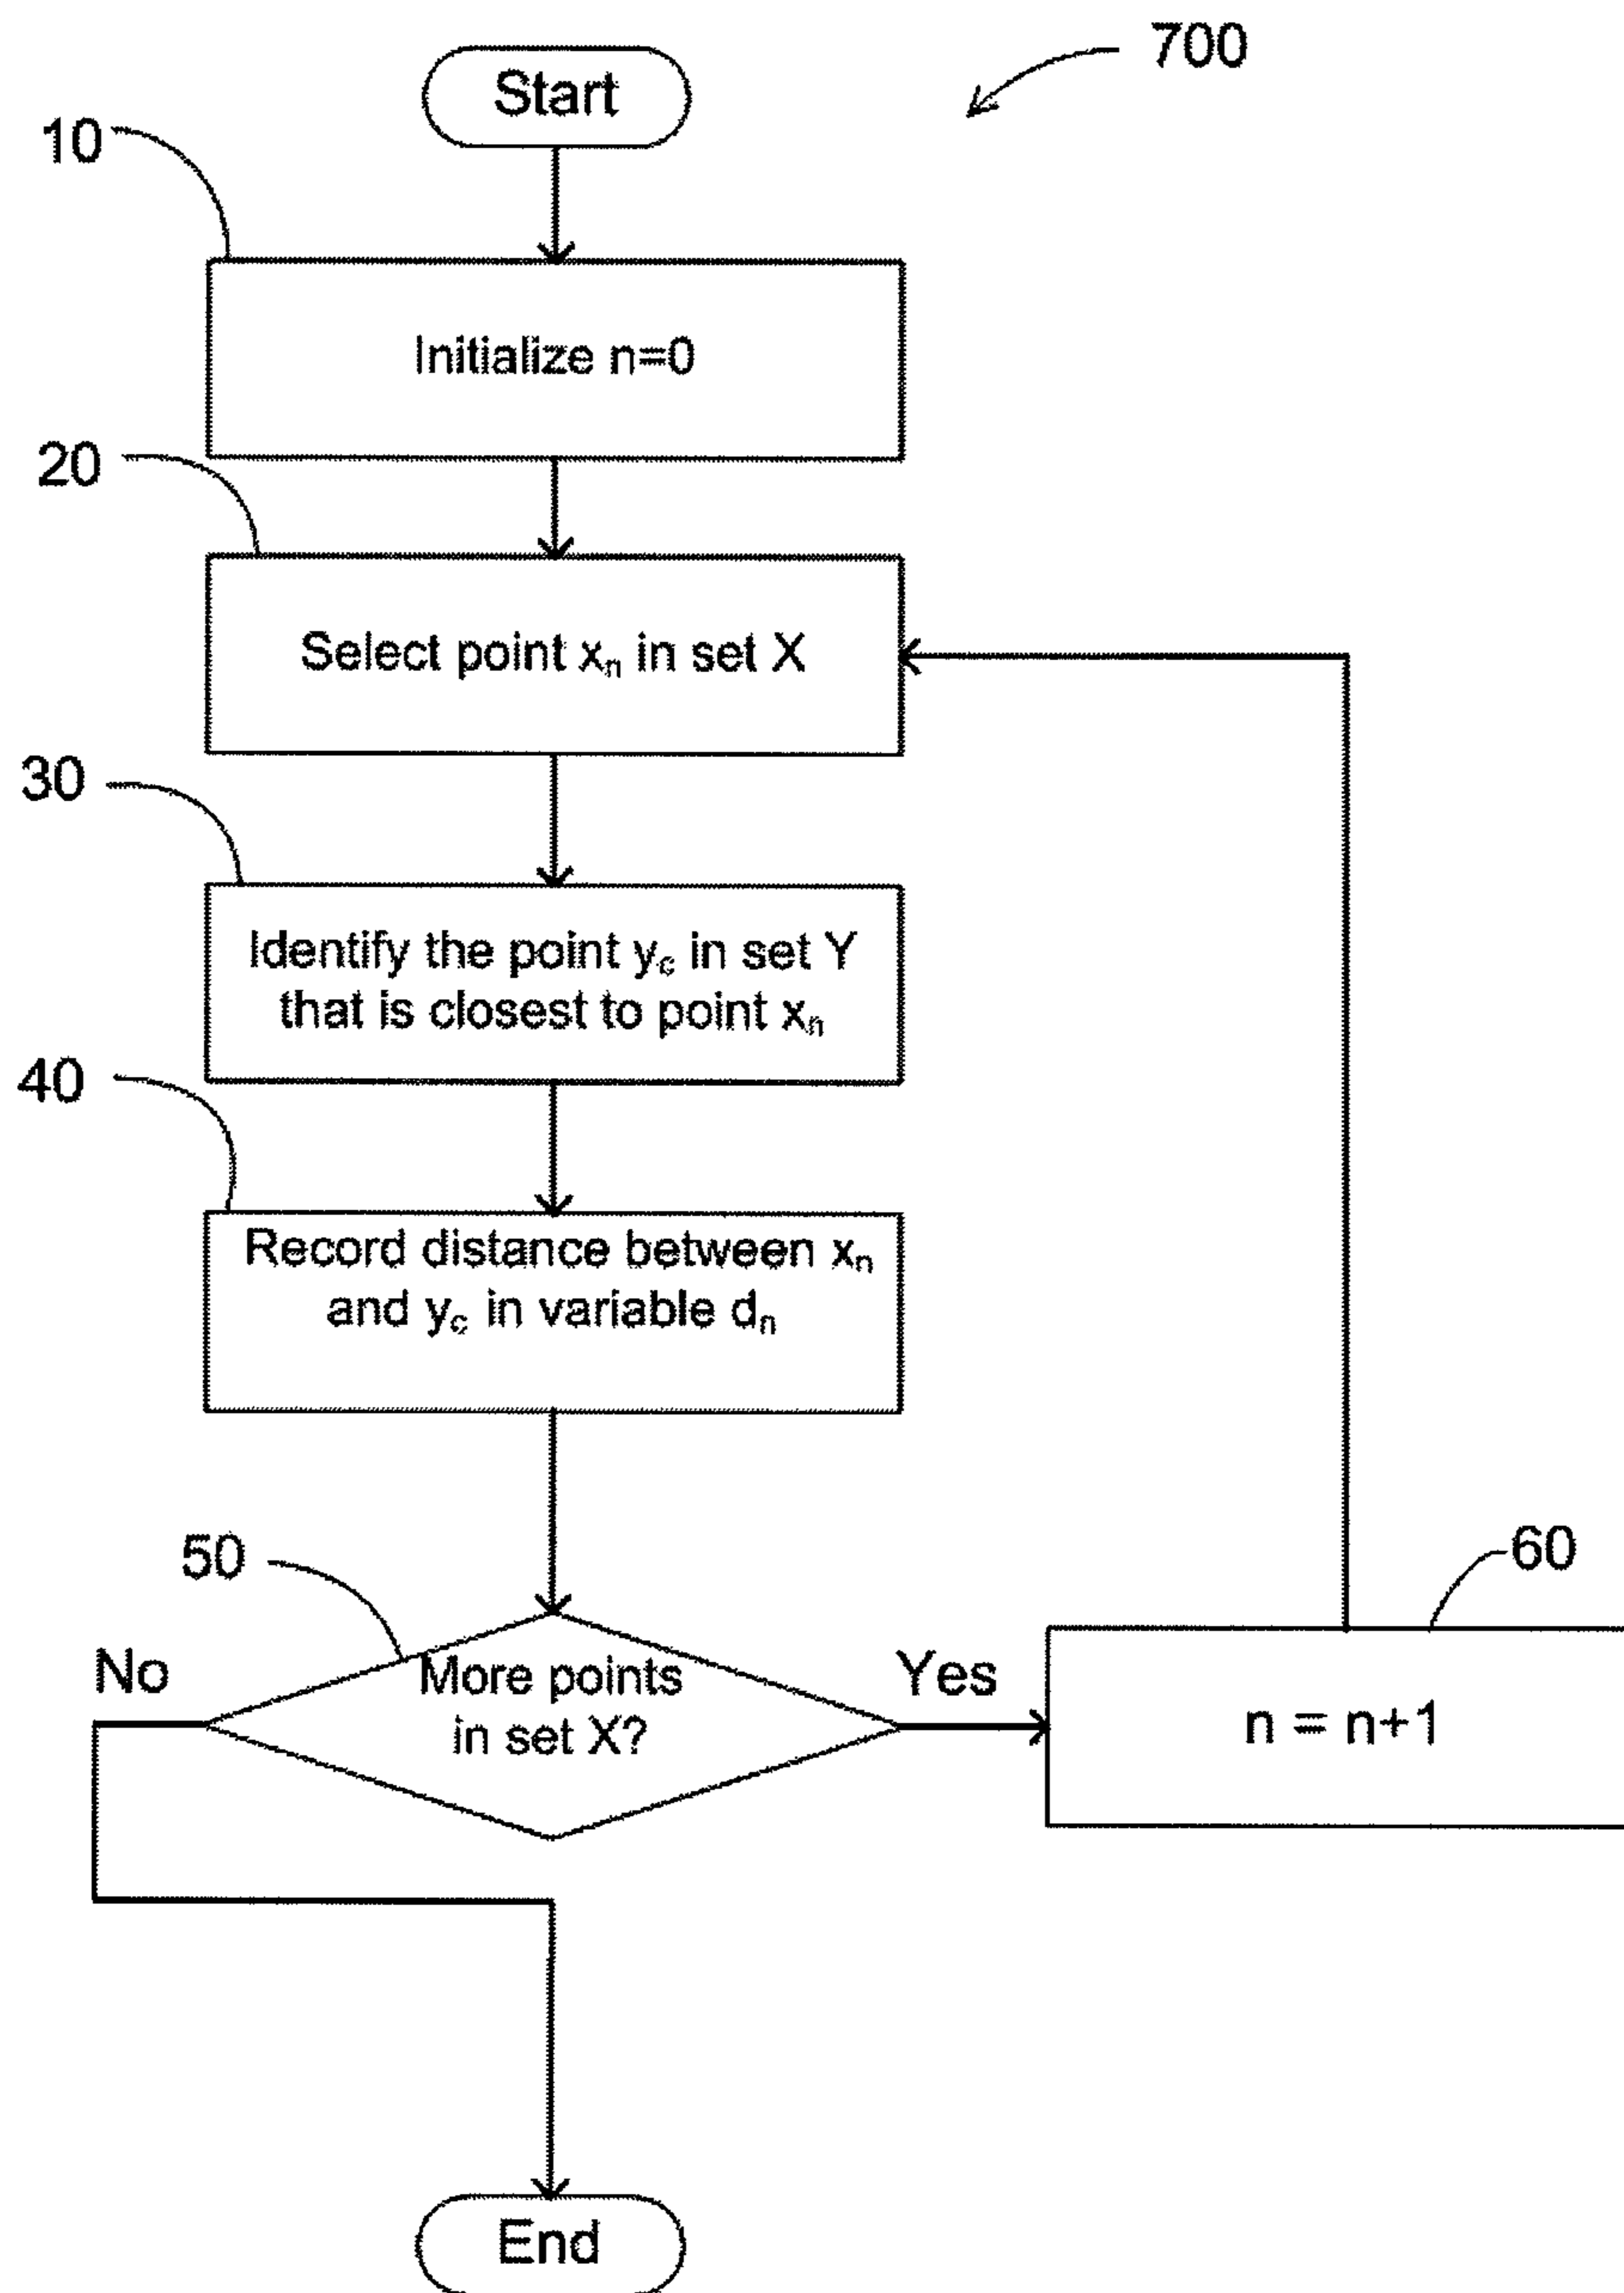 700
Start
10
Initialize n=0
20
Select point xₙ in set X
30
Identify the point y꜀ in set Y
that is closest to point xₙ
40
Record distance between xₙ
and y꜀ in variable dₙ
50
60
No
More points
in set X?
Yes
n = n+1
End